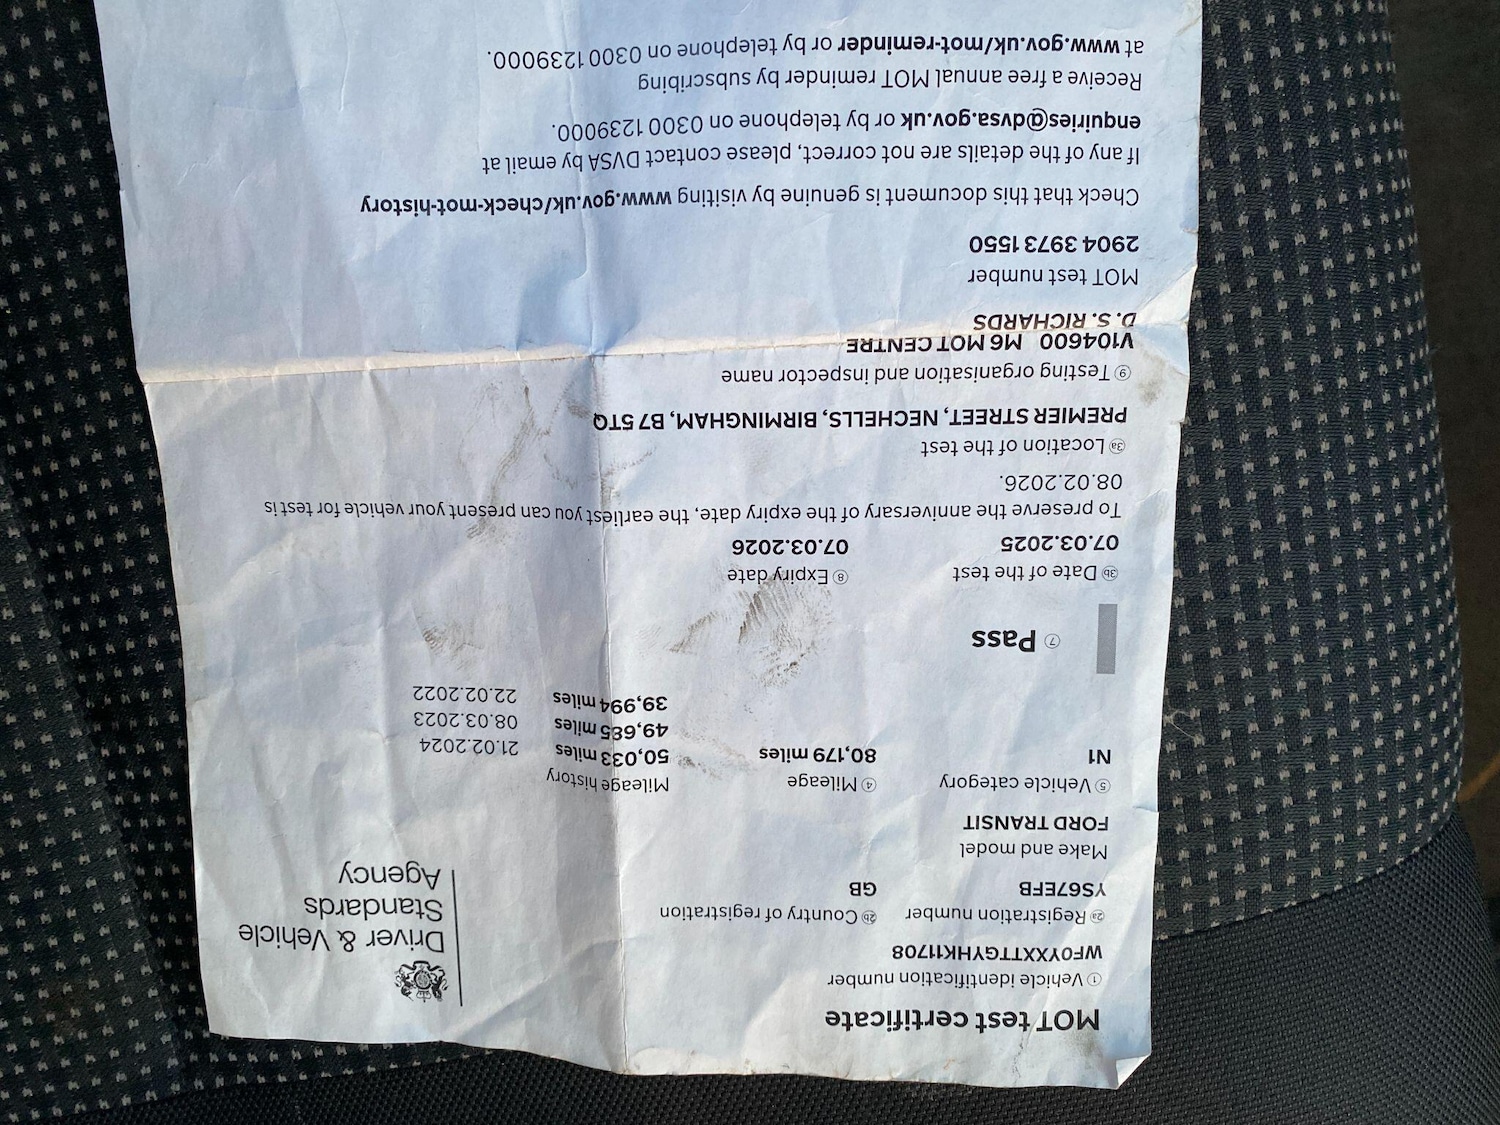 MOT test certificate
Driver & Vehicle
Standards
Agency
① Vehicle identification number
WF0YXXTTGYHK11708
②a Registration number
YS67EFB
②b Country of registration
GB
Make and model
FORD TRANSIT
⑤ Vehicle category
N1
④ Mileage
80,179 miles
Mileage history
50,033 miles 21.02.2024
49,685 miles 08.03.2023
39,994 miles 22.02.2022
⑦ Pass
③b Date of the test
07.03.2025
⑧ Expiry date
07.03.2026
To preserve the anniversary of the expiry date, the earliest you can present your vehicle for test is
08.02.2026.
③a Location of the test
PREMIER STREET, NECHELLS, BIRMINGHAM, B7 5TQ
⑨ Testing organisation and inspector name
V104600 M6 MOT CENTRE
D. S. RICHARDS
MOT test number
2904 3973 1550
Check that this document is genuine by visiting www.gov.uk/check-mot-history
If any of the details are not correct, please contact DVSA by email at
enquiries@dvsa.gov.uk or by telephone on 0300 1239000.
Receive a free annual MOT reminder by subscribing
at www.gov.uk/mot-reminder or by telephone on 0300 1239000.